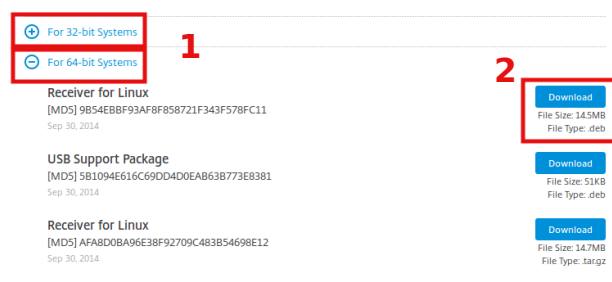 For 32-bit Systems
1
For 64-bit Systems
2
Receiver for Linux
Download
[MD5] 9B54EBBF93AF8F858721F343F578FC11
File Size: 14.5MB
Sep 30, 2014
File Type: .deb
USB Support Package
Download
[MD5] 5B1094E616C69DD4D0EAB63B773E8381
File Size: 51KB
Sep 30, 2014
File Type: .deb
Receiver for Linux
Download
[MD5] AFA8D0BA96E38F92709C483B54698E12
File Size: 14.7MB
Sep 30, 2014
File Type: .tar.gz